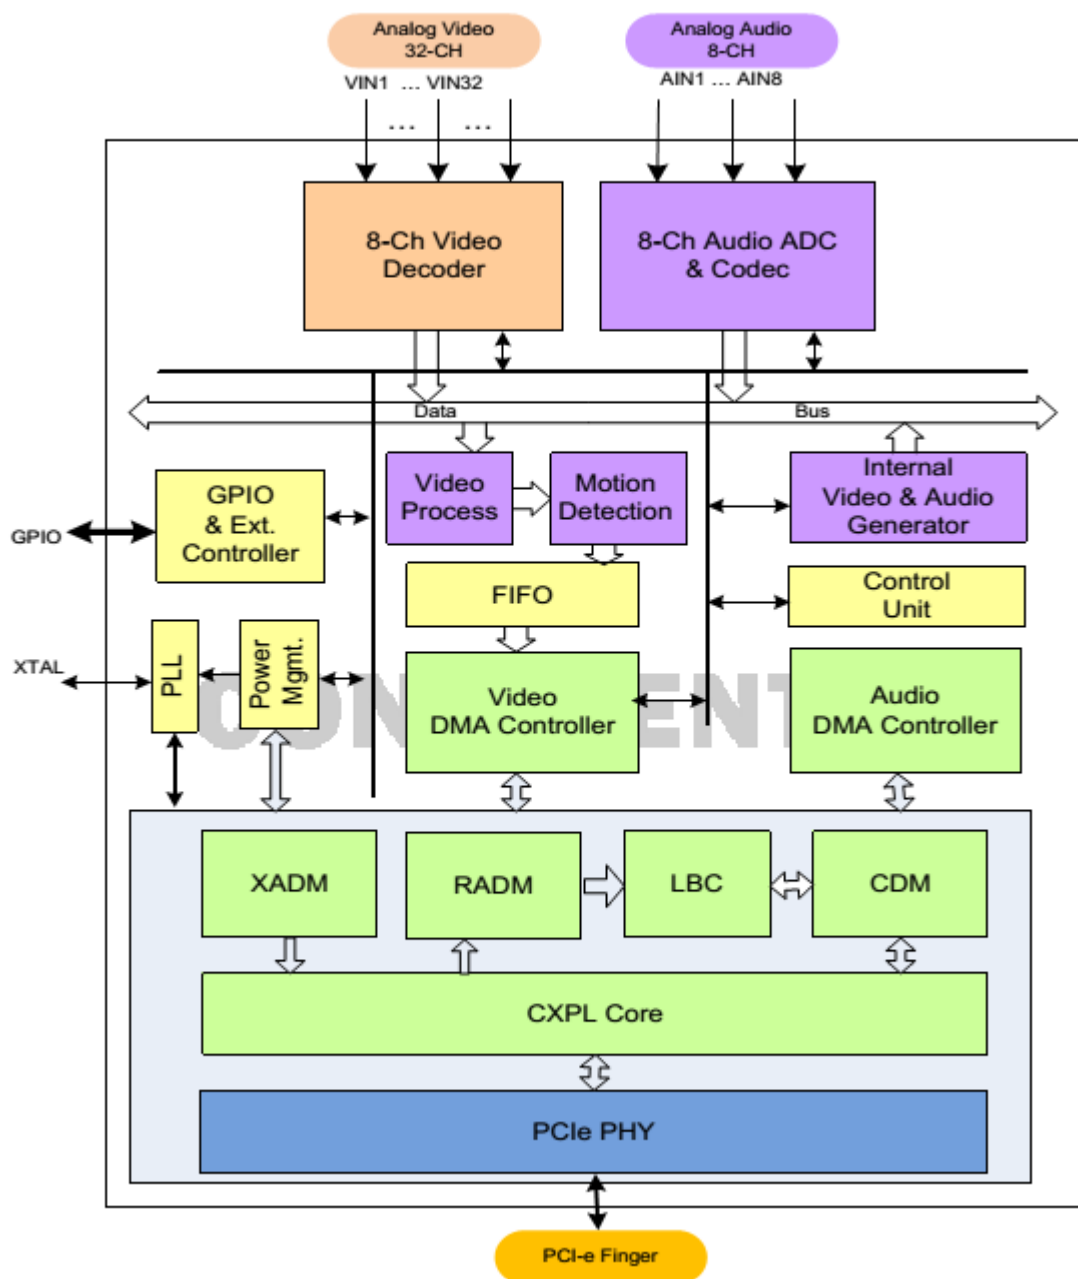 Analog Video
32-CH
Analog Audio
8-CH
VIN1 ... VIN32
AIN1 ... AIN8
... ...
8-Ch Video
Decoder
8-Ch Audio ADC
& Codec
Data
Bus
GPIO
GPIO
& Ext.
Controller
Video
Process
Motion
Detection
Internal
Video & Audio
Generator
FIFO
Control
Unit
XTAL
PLL
Power
Mgmt.
Video
DMA Controller
Audio
DMA Controller
XADM
RADM
LBC
CDM
CXPL Core
PCIe PHY
PCI-e Finger